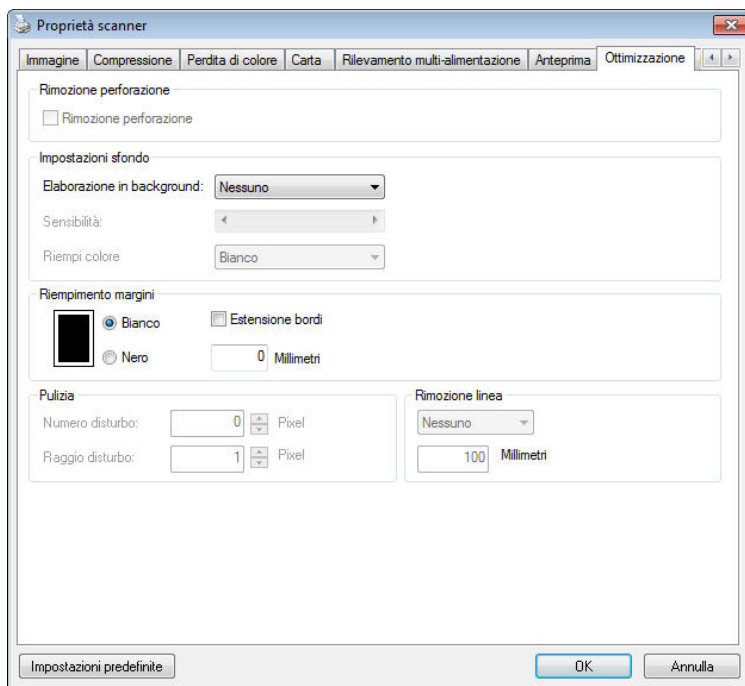 Proprietà scanner
Immagine Compressione Perdita di colore Carta Rilevamento multi-alimentazione Anteprima Ottimizzazione
Rimozione perforazione
Rimozione perforazione
Impostazioni sfondo
Elaborazione in background: Nessuno
Sensibilità:
Riempi colore Bianco
Riempimento margini
Bianco Estensione bordi
Nero 0 Millimetri
Pulizia Rimozione linea
Numero disturbo: 0 Pixel Nessuno
Raggio disturbo: 1 Pixel 100 Millimetri
Impostazioni predefinite OK Annulla